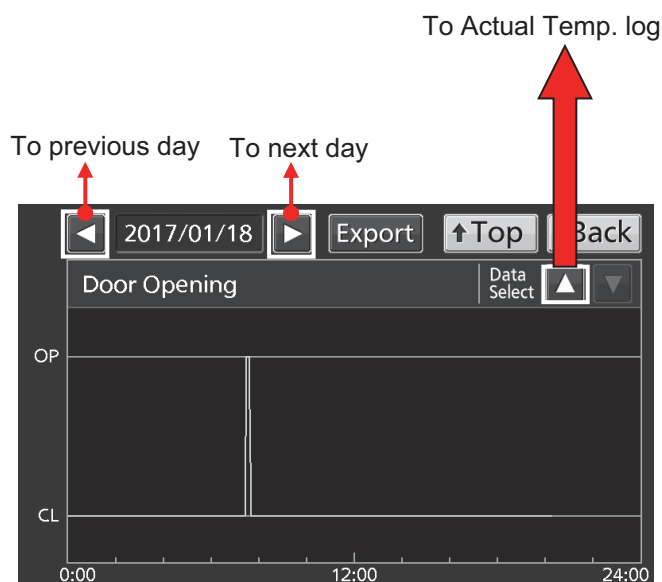 To Actual Temp. log
To previous day
To next day
2017/01/18
Export
Top
Back
Door Opening
Data
Select
OP
CL
0:00
12:00
24:00